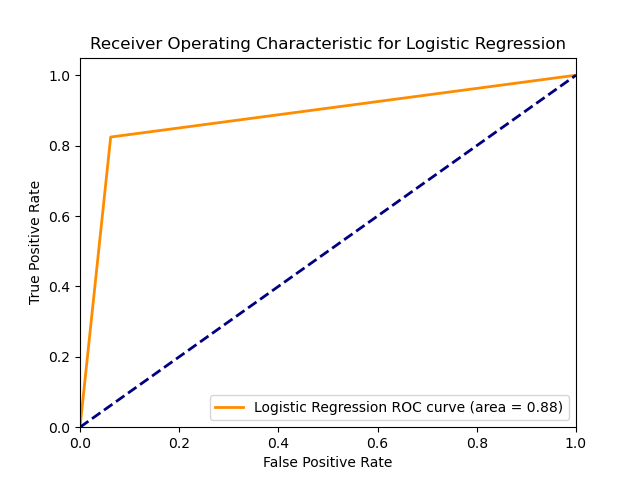 Receiver Operating Characteristic for Logistic Regression
1.0
0.8
0.6
0.4
0.2
0.0
True Positive Rate
Logistic Regression ROC curve (area = 0.88)
0.0 0.2 0.4 0.6 0.8 1.0
False Positive Rate